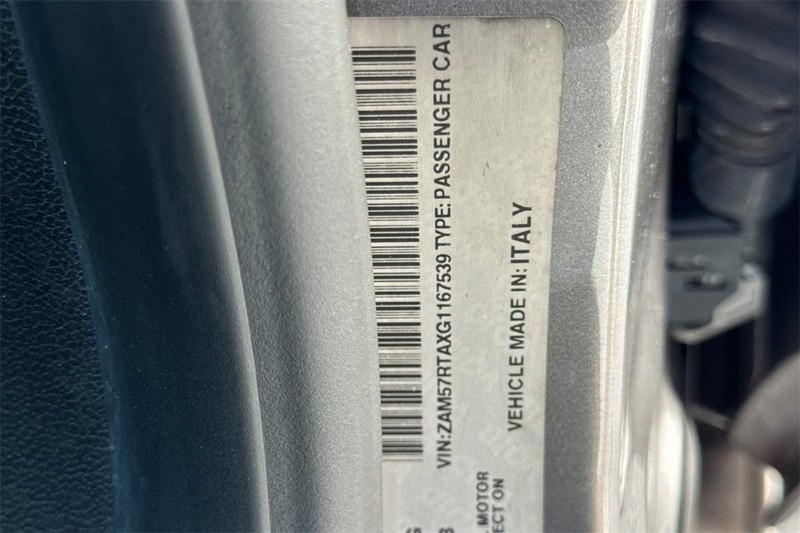 VIN:ZAM57RTAXG1167539 TYPE: PASSENGER CAR
VEHICLE MADE IN: ITALY
MOTOR
ECT ON